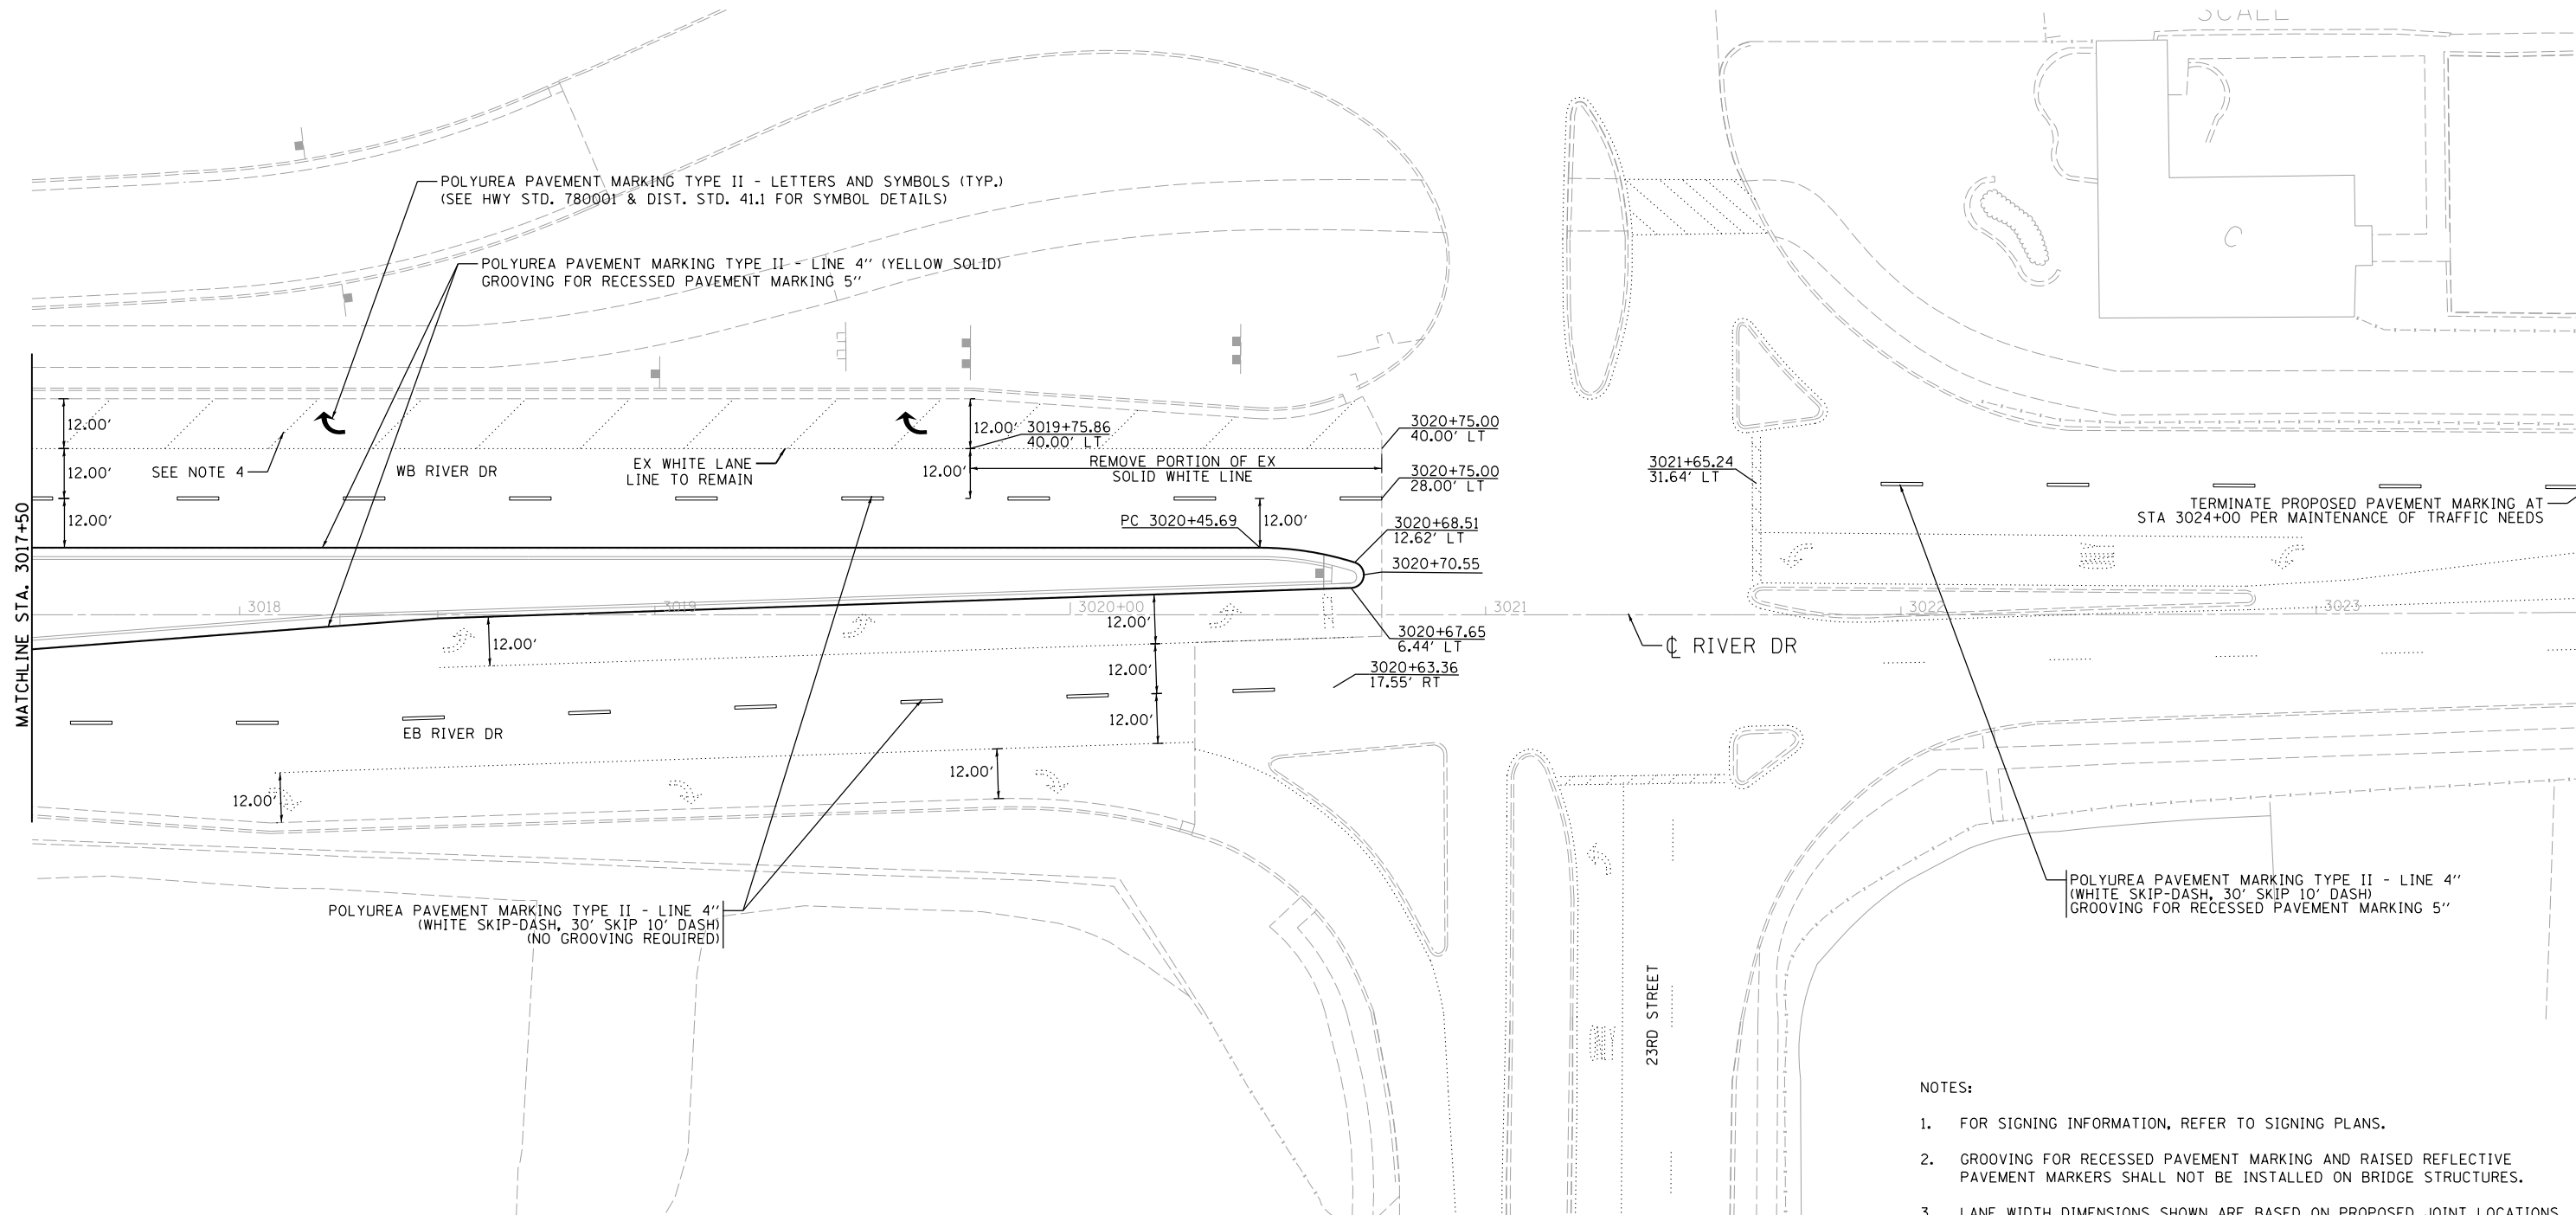 SCALE
POLYUREA PAVEMENT MARKING TYPE II - LETTERS AND SYMBOLS (TYP.)
(SEE HWY STD. 780001 & DIST. STD. 41.1 FOR SYMBOL DETAILS)
POLYUREA PAVEMENT MARKING TYPE II - LINE 4" (YELLOW SOLID)
GROOVING FOR RECESSED PAVEMENT MARKING 5"
C
12.00'
12.00'
12.00'
SEE NOTE 4
WB RIVER DR
EX WHITE LANE
LINE TO REMAIN
12.00'
3019+75.86
40.00' LT
12.00'
REMOVE PORTION OF EX
SOLID WHITE LINE
3020+75.00
40.00' LT
3020+75.00
28.00' LT
PC 3020+45.69
12.00'
3020+68.51
12.62' LT
3020+70.55
3021+65.24
31.64' LT
TERMINATE PROPOSED PAVEMENT MARKING AT
STA 3024+00 PER MAINTENANCE OF TRAFFIC NEEDS
MATCHLINE STA. 3017+50
3018
3019
3020+00
3021
3022
3023
12.00'
12.00'
12.00'
12.00'
3020+67.65
6.44' LT
3020+63.36
17.55' RT
℄ RIVER DR
EB RIVER DR
12.00'
12.00'
POLYUREA PAVEMENT MARKING TYPE II - LINE 4"
(WHITE SKIP-DASH, 30' SKIP 10' DASH)
(NO GROOVING REQUIRED)
POLYUREA PAVEMENT MARKING TYPE II - LINE 4"
(WHITE SKIP-DASH, 30' SKIP 10' DASH)
GROOVING FOR RECESSED PAVEMENT MARKING 5"
23RD STREET
NOTES:
1. FOR SIGNING INFORMATION, REFER TO SIGNING PLANS.
2. GROOVING FOR RECESSED PAVEMENT MARKING AND RAISED REFLECTIVE
PAVEMENT MARKERS SHALL NOT BE INSTALLED ON BRIDGE STRUCTURES.
3. LANE WIDTH DIMENSIONS SHOWN ARE BASED ON PROPOSED JOINT LOCATIONS